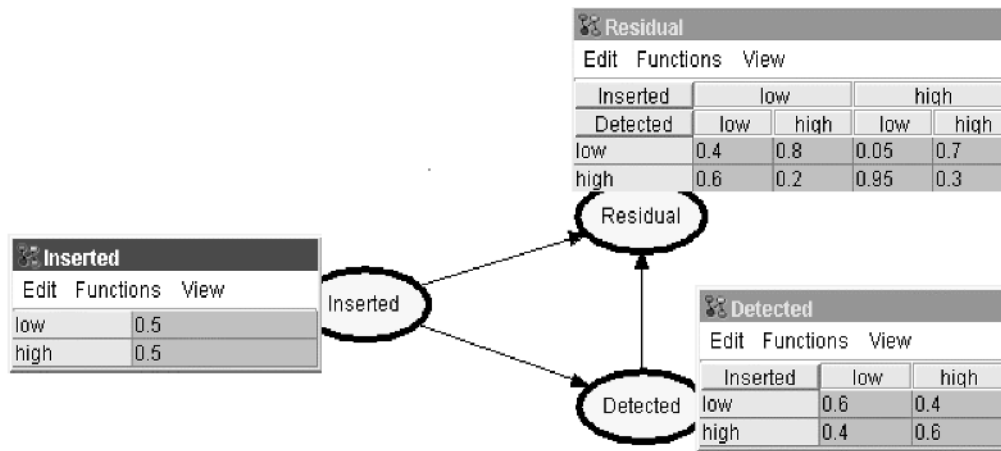 Residual
Edit Functions View
Inserted low high
Detected low high low high
low 0.4 0.8 0.05 0.7
high 0.6 0.2 0.95 0.3
Residual
Inserted
Edit Functions View
low 0.5
high 0.5
Inserted
Detected
Edit Functions View
Inserted low high
low 0.6 0.4
high 0.4 0.6
Detected